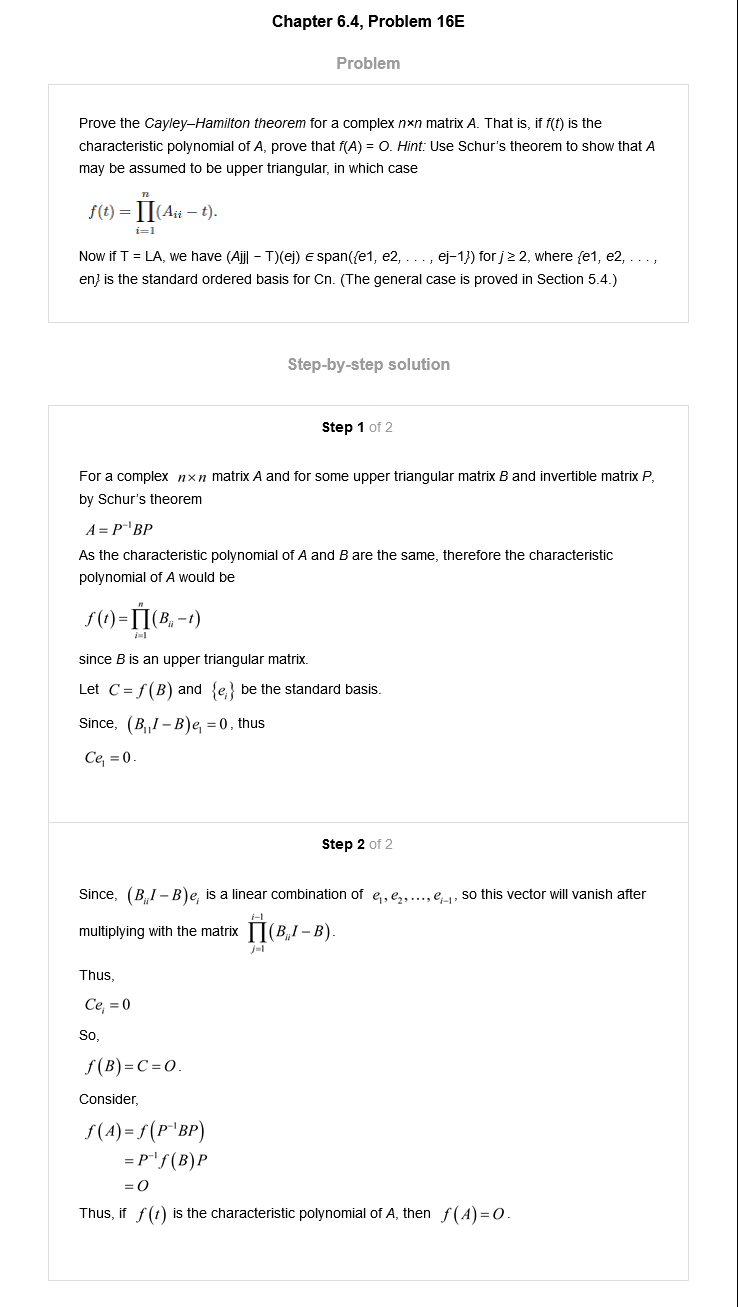 Chapter 6.4, Problem 16E
Problem
Prove the Cayley–Hamilton theorem for a complex n×n matrix A. That is, if f(t) is the
characteristic polynomial of A, prove that f(A) = O. Hint: Use Schur's theorem to show that A
may be assumed to be upper triangular, in which case
f(t) = ∏_{i=1}^{n} (A_{ii} − t).
Now if T = LA, we have (AjjI − T)(ej) ∈ span({e1, e2, . . . , ej−1}) for j ≥ 2, where {e1, e2, . . . ,
en} is the standard ordered basis for Cn. (The general case is proved in Section 5.4.)
Step-by-step solution
Step 1 of 2
For a complex n×n matrix A and for some upper triangular matrix B and invertible matrix P,
by Schur's theorem
A = P^{-1}BP
As the characteristic polynomial of A and B are the same, therefore the characteristic
polynomial of A would be
f(t) = ∏_{i=1}^{n} (B_{ii} − t)
since B is an upper triangular matrix.
Let C = f(B) and {e_i} be the standard basis.
Since, (B_{11}I − B)e_1 = 0, thus
Ce_1 = 0.
Step 2 of 2
Since, (B_{ii}I − B)e_i is a linear combination of e_1, e_2, ..., e_{i−1}, so this vector will vanish after
multiplying with the matrix ∏_{j=1}^{i−1} (B_{ii}I − B).
Thus,
Ce_i = 0
So,
f(B) = C = O.
Consider,
f(A) = f(P^{-1}BP)
= P^{-1}f(B)P
= O
Thus, if f(t) is the characteristic polynomial of A, then f(A) = O.